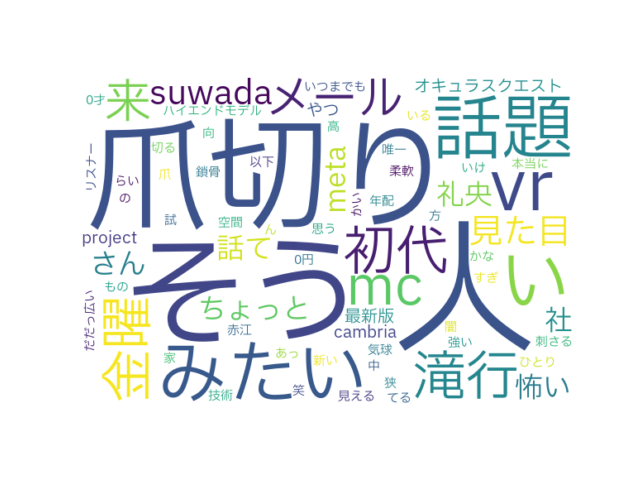 来
suwada
メール
いつまでも
やつ
オキュラスクエスト
0才
ハイエンドモデル
いる
話題
爪切り
リスナー
切る
向
高
唯一
meta
らい
の
爪
鎖骨
以下
柔軟
いけ
本当に
vr
礼央
かい
年配
方
試
空間
ん
思う
見た目
project
話て
初代
人
さん
そう
0円
かな
すぎ
い
もの
金曜
ちょっと
mc
最新版
社
だだっ広い
赤江
cambria
闇
強い
刺さる
家
みたい
あっ
新い
気球
中
滝行
ひとり
怖い
技術
笑
見える
狭
てる